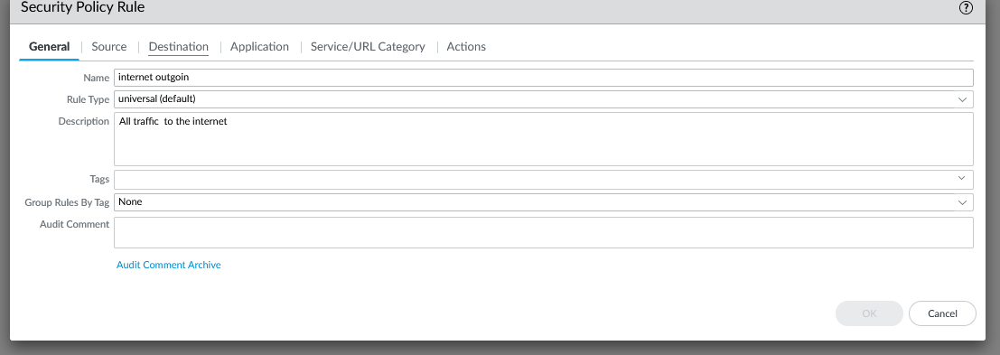 Security Policy Rule
General Source Destination Application Service/URL Category Actions
Name internet outgoin
Rule Type universal (default)
Description All traffic  to the internet
Tags
Group Rules By Tag None
Audit Comment
Audit Comment Archive
OK Cancel